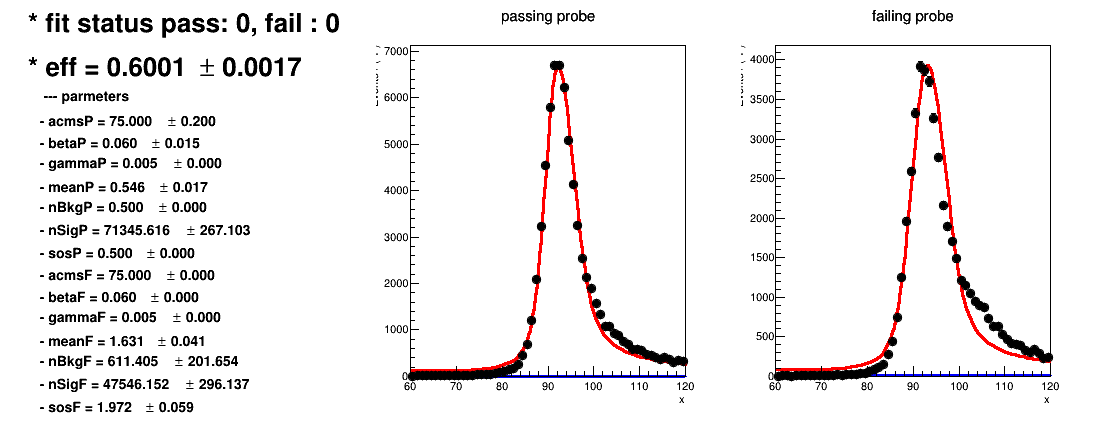 * fit status pass: 0, fail : 0
* eff = 0.6001 ± 0.0017
--- parmeters
- acmsP = 75.000 ± 0.200
- betaP = 0.060 ± 0.015
- gammaP = 0.005 ± 0.000
- meanP = 0.546 ± 0.017
- nBkgP = 0.500 ± 0.000
- nSigP = 71345.616 ± 267.103
- sosP = 0.500 ± 0.000
- acmsF = 75.000 ± 0.000
- betaF = 0.060 ± 0.000
- gammaF = 0.005 ± 0.000
- meanF = 1.631 ± 0.041
- nBkgF = 611.405 ± 201.654
- nSigF = 47546.152 ± 296.137
- sosF = 1.972 ± 0.059
passing probe
7000
6000
5000
4000
3000
2000
1000
0
60 70 80 90 100 110 120
x
failing probe
4000
3500
3000
2500
2000
1500
1000
500
0
60 70 80 90 100 110 120
x